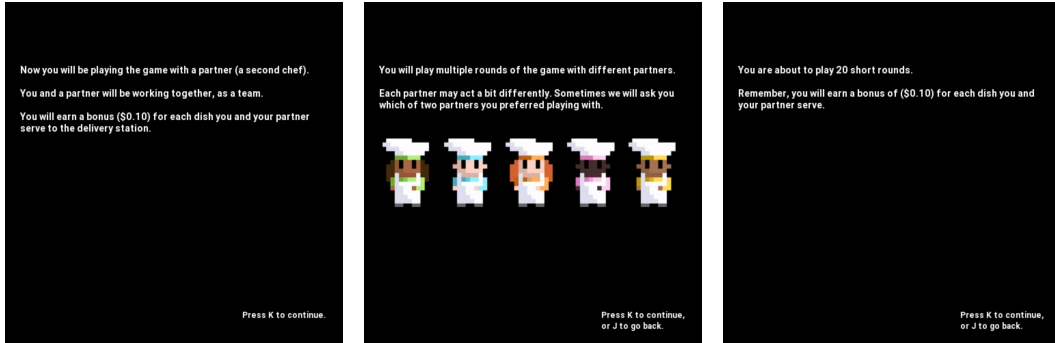 Now you will be playing the game with a partner (a second chef).
You and a partner will be working together, as a team.
You will earn a bonus ($0.10) for each dish you and your partner
serve to the delivery station.
Press K to continue.
You will play multiple rounds of the game with different partners.
Each partner may act a bit differently. Sometimes we will ask you
which of two partners you preferred playing with.
Press K to continue,
or J to go back.
You are about to play 20 short rounds.
Remember, you will earn a bonus of ($0.10) for each dish you and
your partner serve.
Press K to continue,
or J to go back.